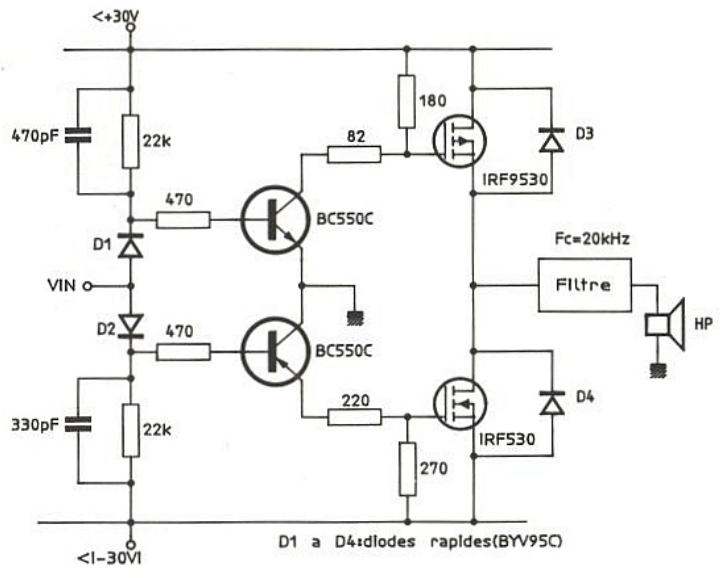 <+30V
470pF
22k
180
82
D3
IRF9530
470
BC550C
D1
Fc=20kHz
VIN
Filtre
HP
D2
470
BC550C
220
D4
330pF
22k
IRF530
270
D1 a D4:diodes rapides(BYV95C)
<I-30VI